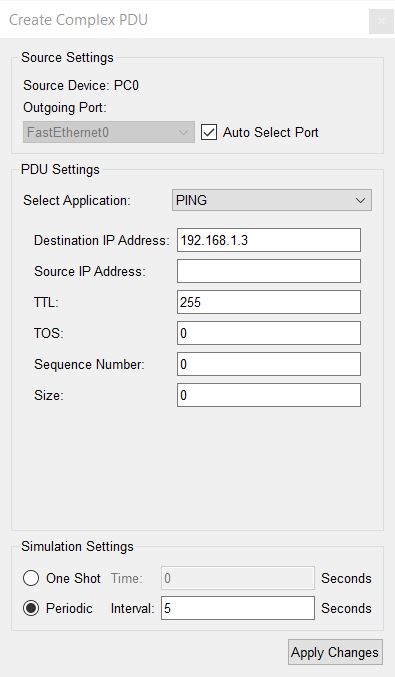 Create Complex PDU
Source Settings
Source Device: PC0
Outgoing Port:
FastEthernet0 Auto Select Port
PDU Settings
Select Application: PING
Destination IP Address: 192.168.1.3
Source IP Address:
TTL: 255
TOS: 0
Sequence Number: 0
Size: 0
Simulation Settings
One Shot Time: 0 Seconds
Periodic Interval: 5 Seconds
Apply Changes